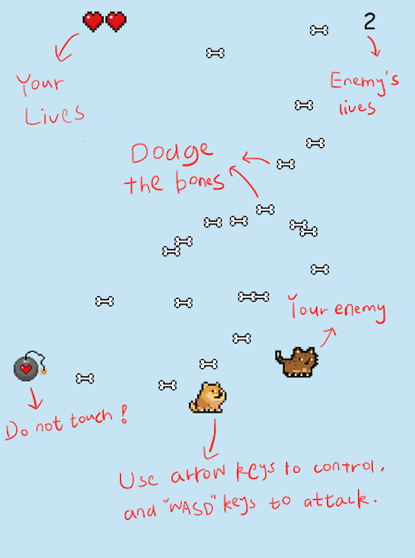 2
Your
Lives
Enemy's
lives
Dodge
the bones
Your enemy
Do not touch!
Use arrow keys to control,
and "WASD" keys to attack.